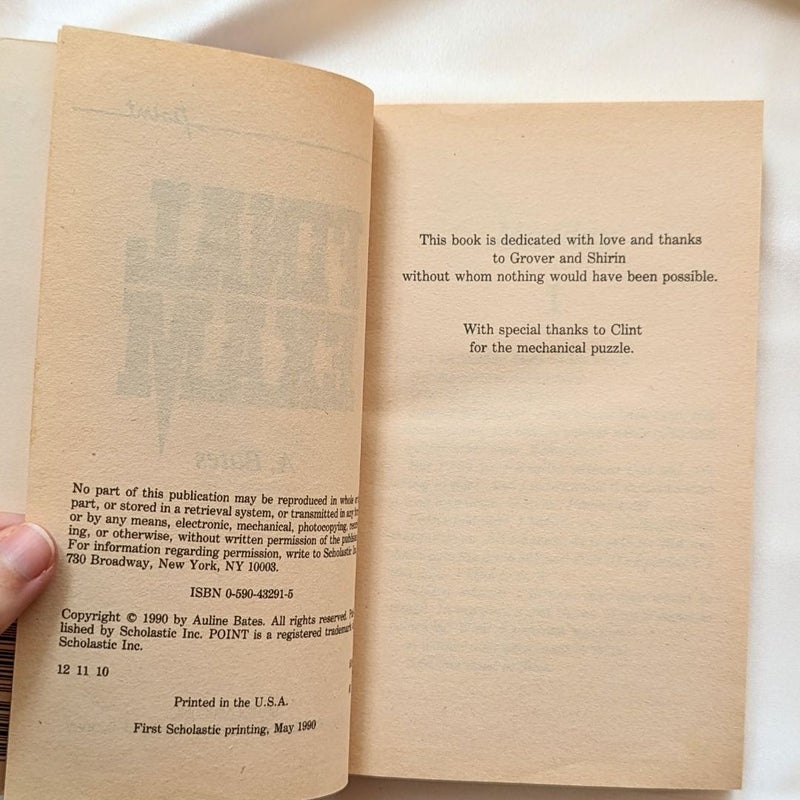 No part of this publication may be reproduced in whole or
part, or stored in a retrieval system, or transmitted in any
or by any means, electronic, mechanical, photocopying,
ing, or otherwise, without written permission of the
For information regarding permission, write to Scholastic
730 Broadway, New York, NY 10003.
ISBN 0-590-43291-5
Copyright © 1990 by Auline Bates. All rights reserved.
lished by Scholastic Inc. POINT is a registered trademark
Scholastic Inc.
12 11 10
Printed in the U.S.A.
First Scholastic printing, May 1990
This book is dedicated with love and thanks
to Grover and Shirin
without whom nothing would have been possible.
With special thanks to Clint
for the mechanical puzzle.